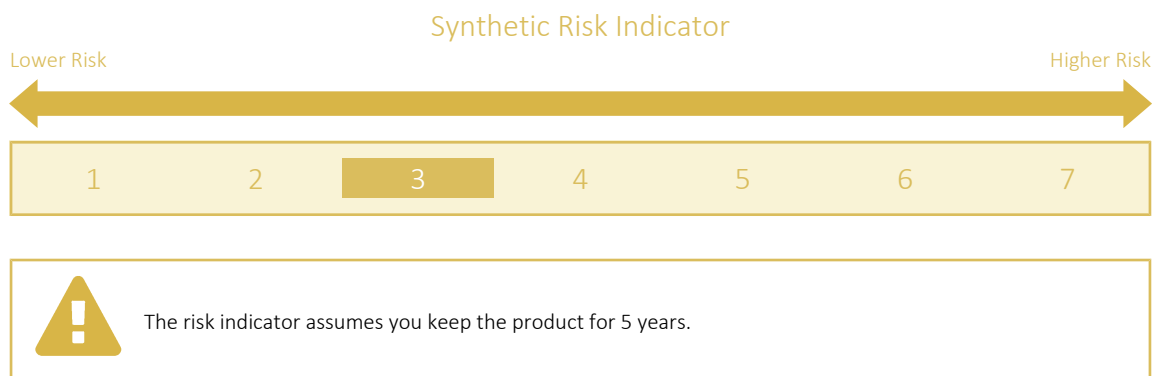 Synthetic Risk Indicator
Lower Risk Higher Risk
1 2 3 4 5 6 7
The risk indicator assumes you keep the product for 5 years.